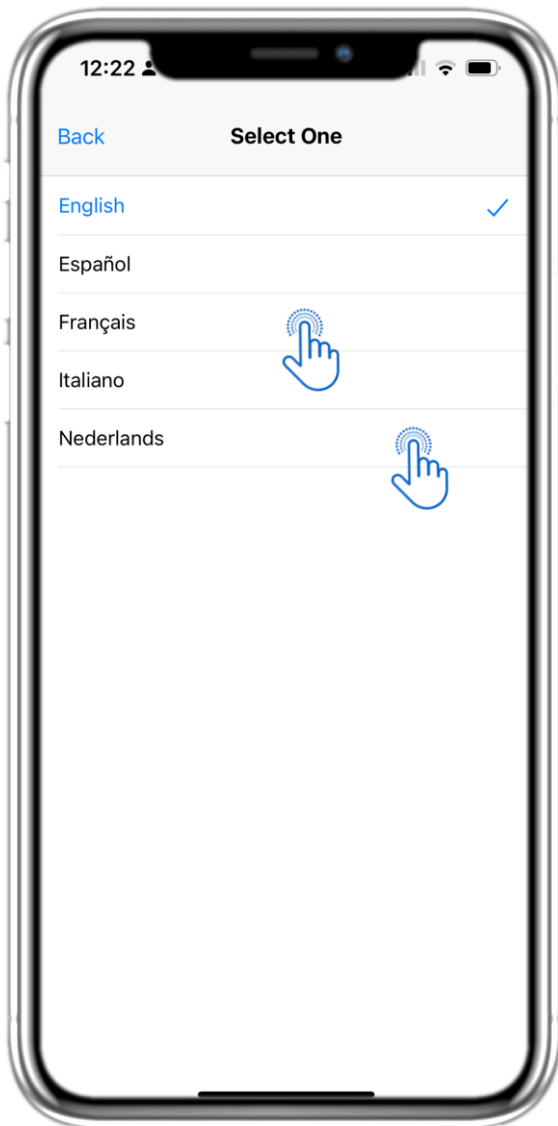 12:22
Back
Select One
English
Español
Français
Italiano
Nederlands